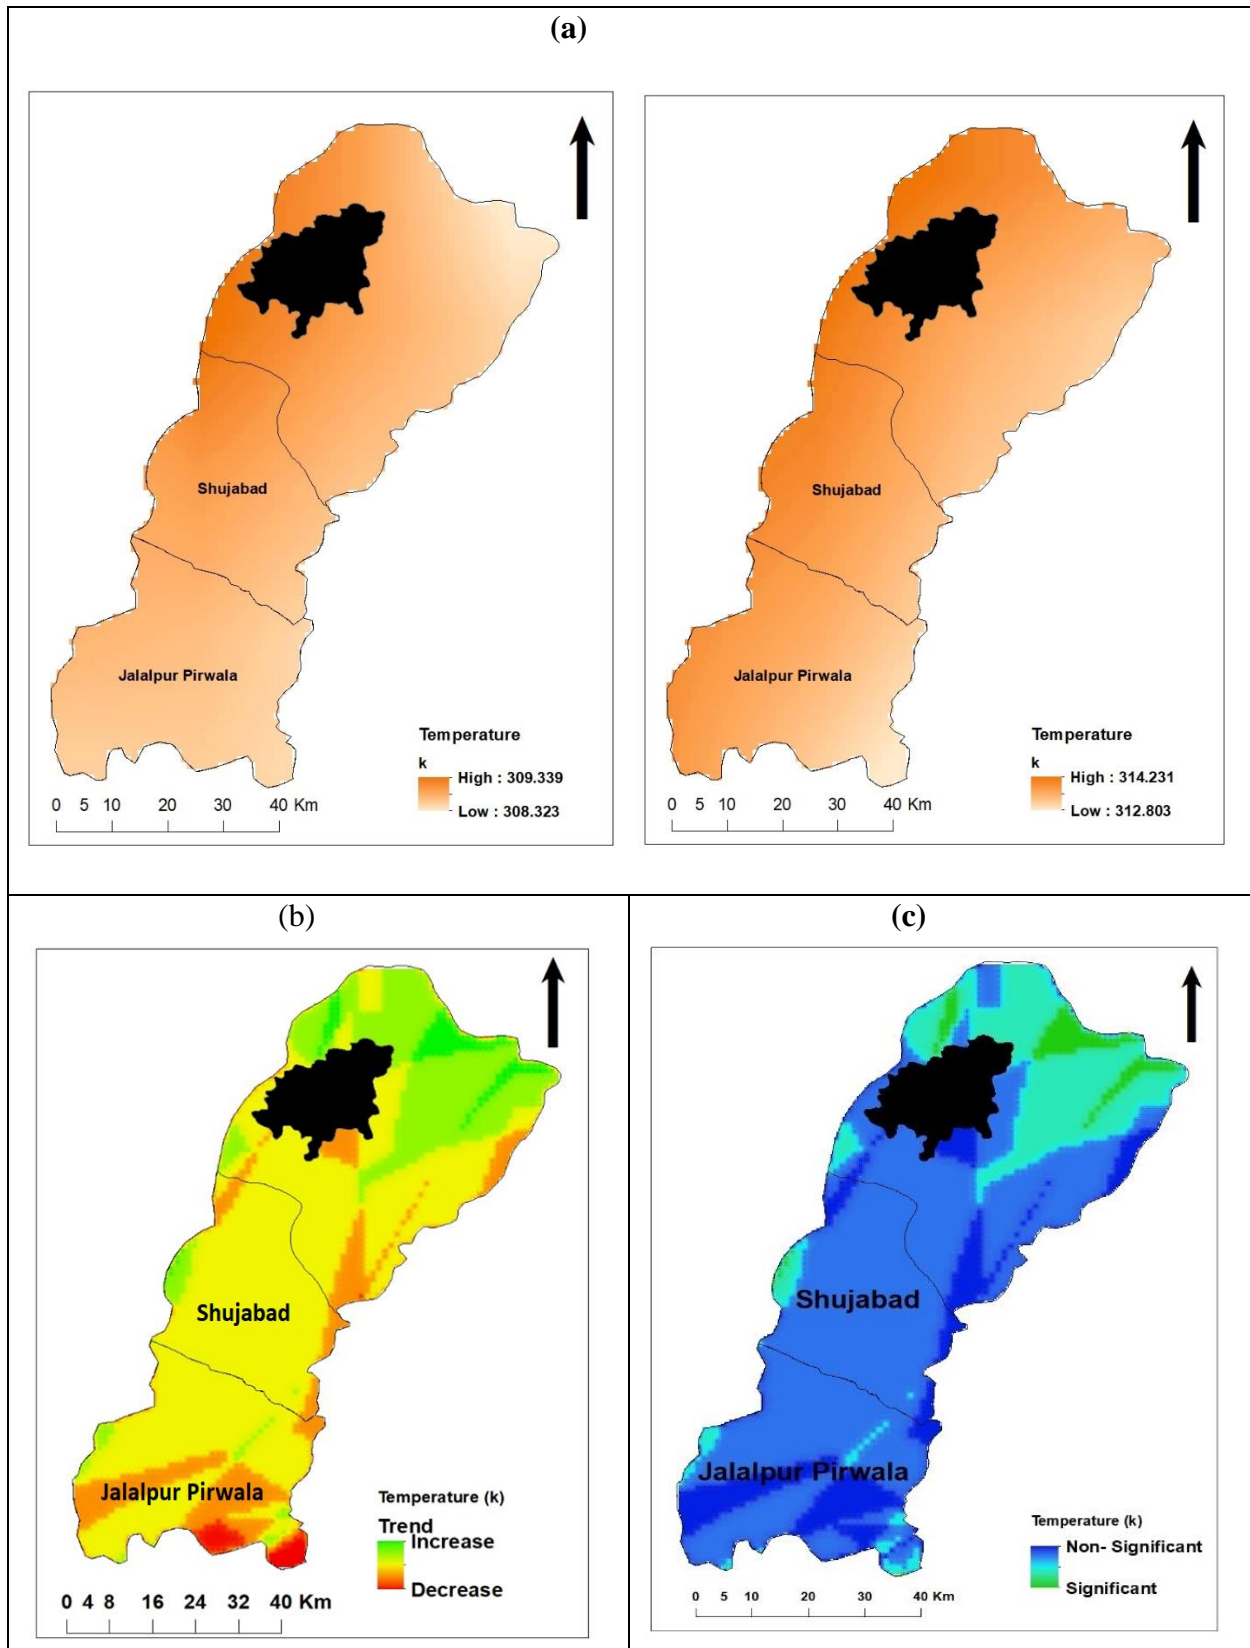 (a)
Shujabad
Jalalpur Pirwala
Temperature
k
High : 309.339
Low : 308.323
0 5 10 20 30 40 Km
Shujabad
Jalalpur Pirwala
Temperature
k
High : 314.231
Low : 312.803
0 5 10 20 30 40 Km
(b)
Shujabad
Jalalpur Pirwala
Temperature (k)
Trend
Increase
Decrease
0 4 8 16 24 32 40 Km
(c)
Shujabad
Jalalpur Pirwala
Temperature (k)
Non- Significant
Significant
0 5 10 20 30 40 Km